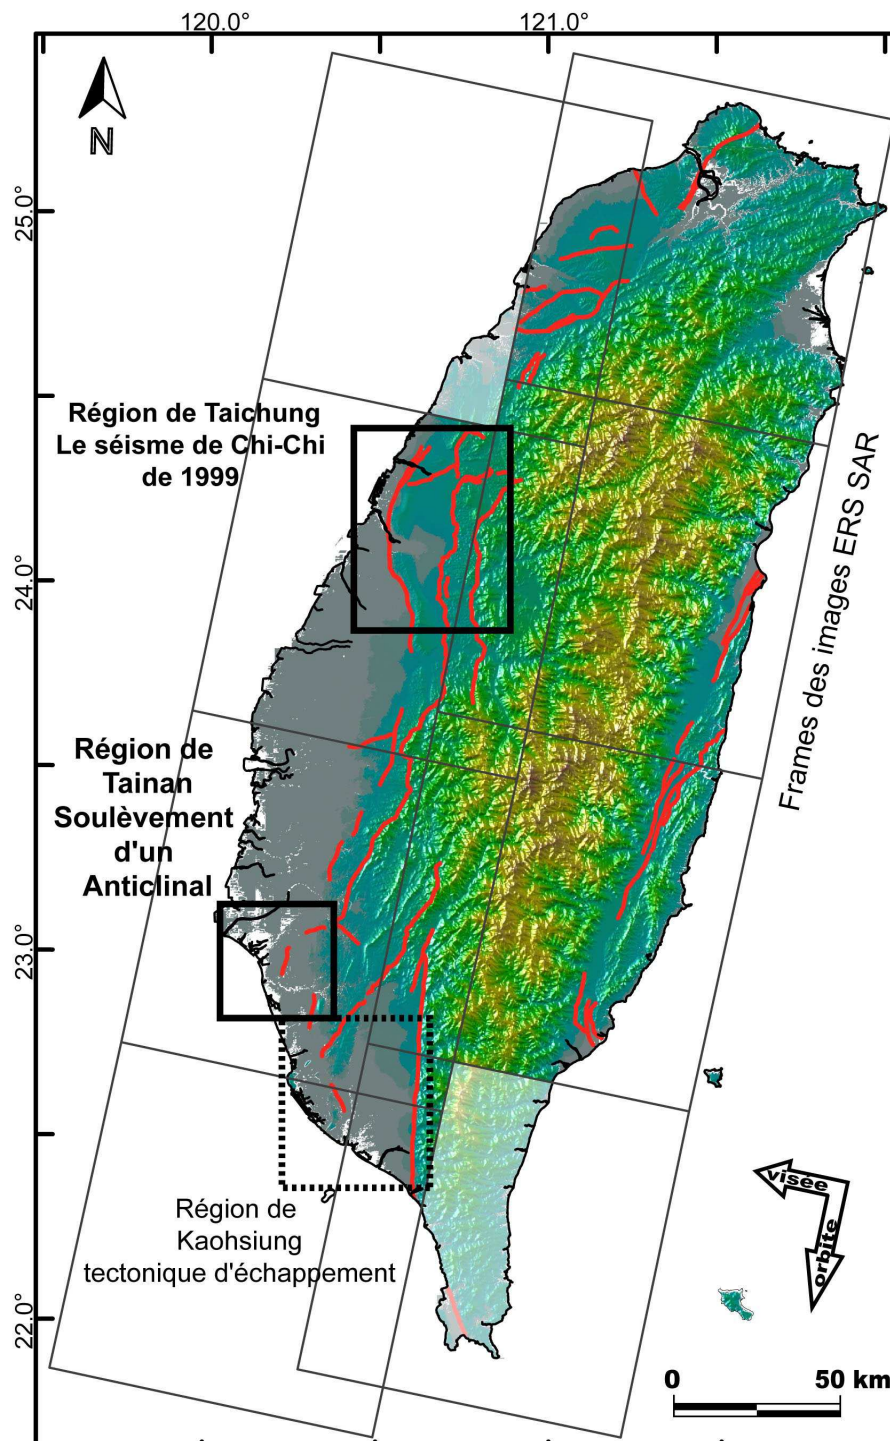 120.0°
121.0°
N
25.0°
Région de Taichung
Le séisme de Chi-Chi
de 1999
Frames des images ERS SAR
24.0°
Région de
Tainan
Soulèvement
d'un
Anticlinal
23.0°
visée
orbite
Région de
Kaohsiung
tectonique d'échappement
22.0°
0 50 km